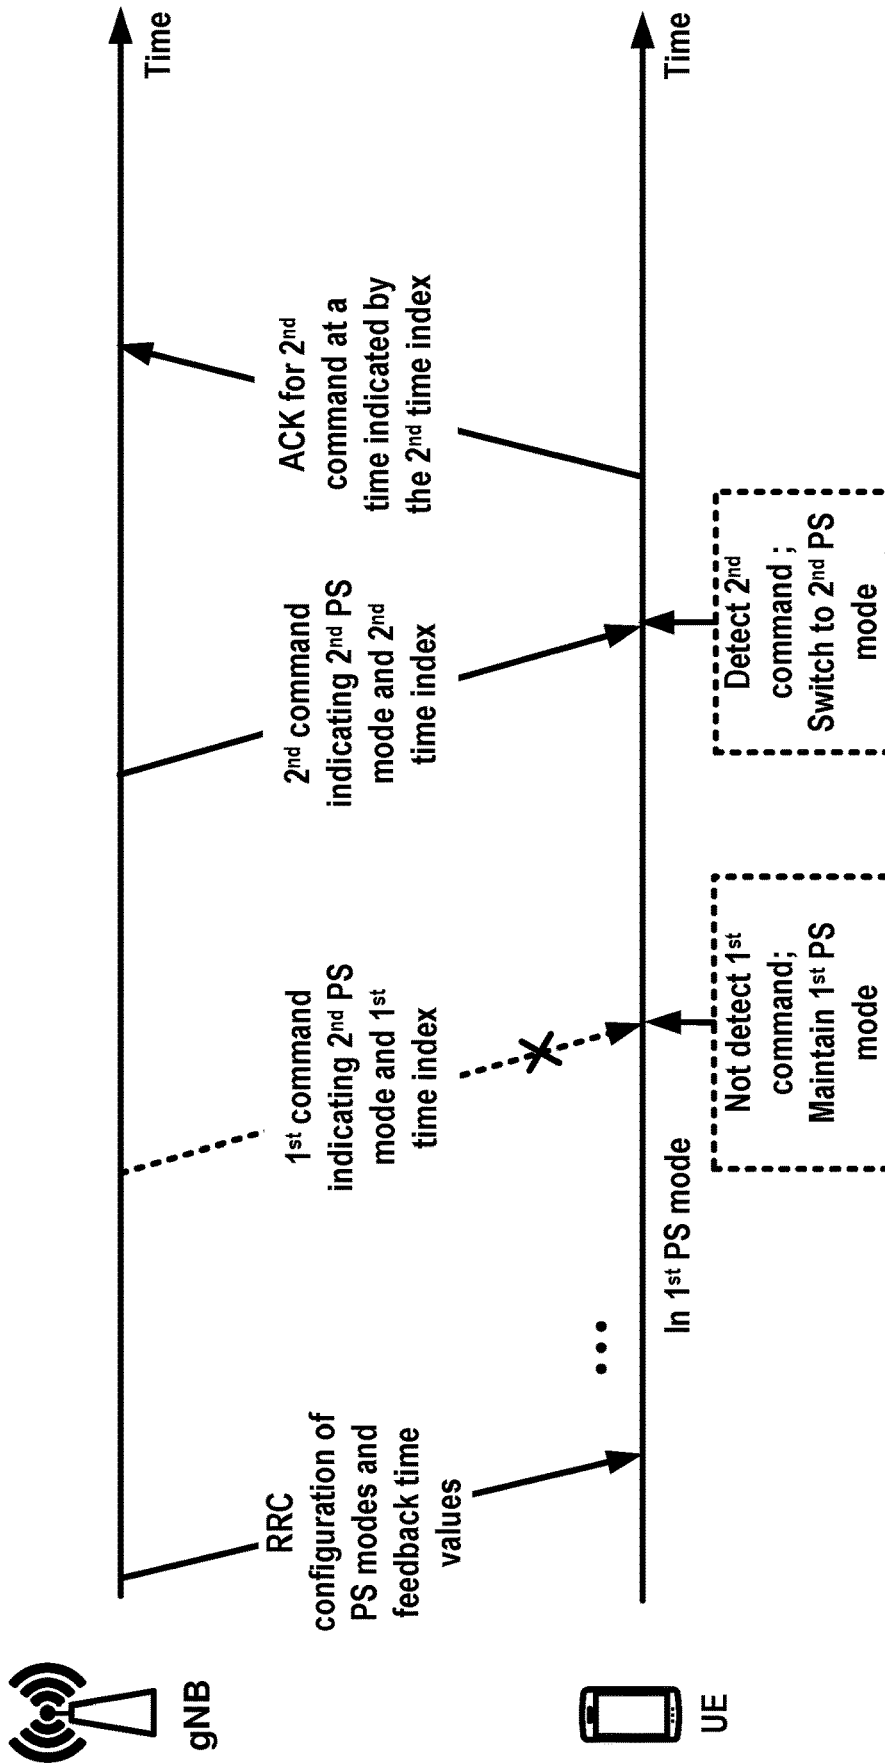 gNB
Time
RRC
configuration of
PS modes and
feedback time
values
1st command
indicating 2nd PS
mode and 1st
time index
2nd command
indicating 2nd PS
mode and 2nd
time index
ACK for 2nd
command at a
time indicated by
the 2nd time index
UE
Time
In 1st PS mode
Not detect 1st
command;
Maintain 1st PS
mode
Detect 2nd
command ;
Switch to 2nd PS
mode